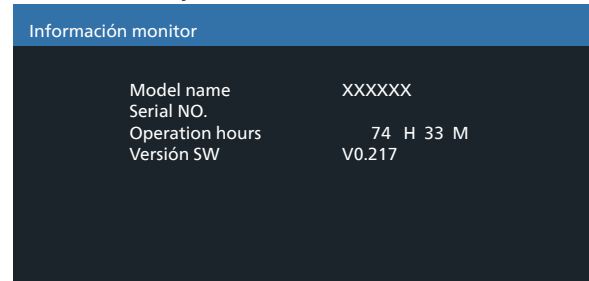 Información monitor
Model name XXXXXX
Serial NO.
Operation hours 74 H 33 M
Versión SW V0.217